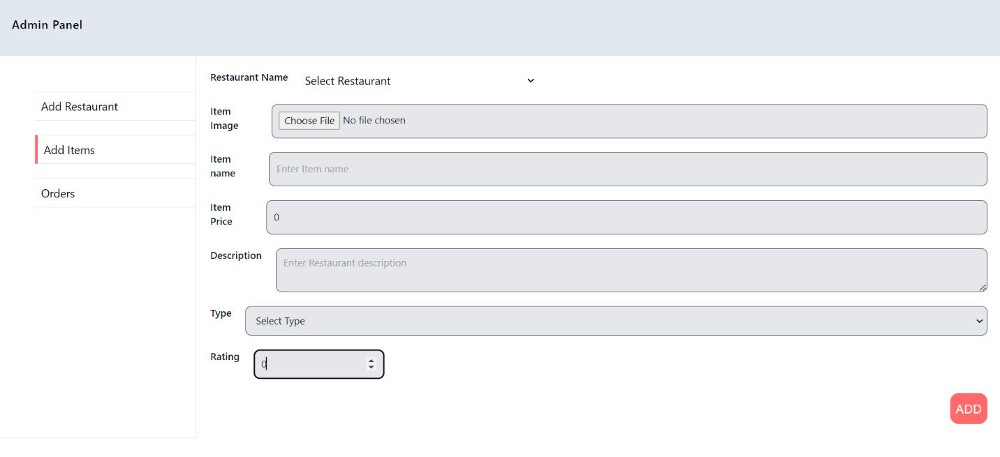 Admin Panel
Add Restaurant
Add Items
Orders
Restaurant Name
Select Restaurant
Item
Image
Choose File No file chosen
Item
name
Enter Item name
Item
Price
0
Description
Enter Restaurant description
Type
Select Type
Rating
0
ADD